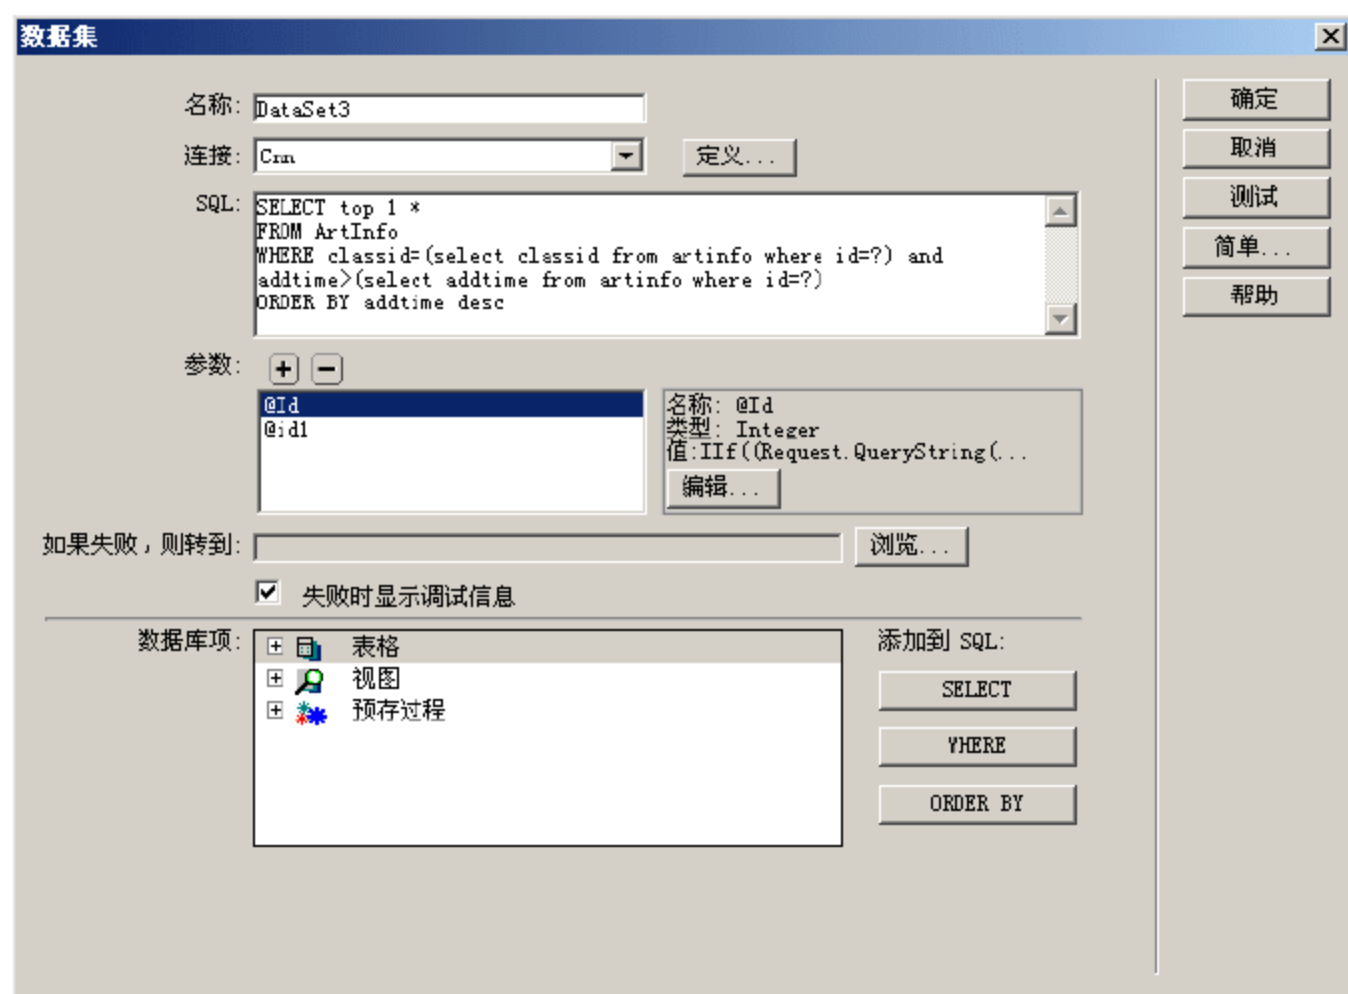 数据集
名称: DataSet3
连接: Cnn
定义...
SQL: SELECT top 1 *
FROM ArtInfo
WHERE classid=(select classid from artinfo where id=?) and
addtime>(select addtime from artinfo where id=?)
ORDER BY addtime desc
参数:
@Id
@id1
名称: @Id
类型: Integer
值:IIf((Request.QueryString(...
编辑...
如果失败，则转到:
浏览...
失败时显示调试信息
数据库项:
表格
视图
预存过程
添加到 SQL:
SELECT
WHERE
ORDER BY
确定
取消
测试
简单...
帮助